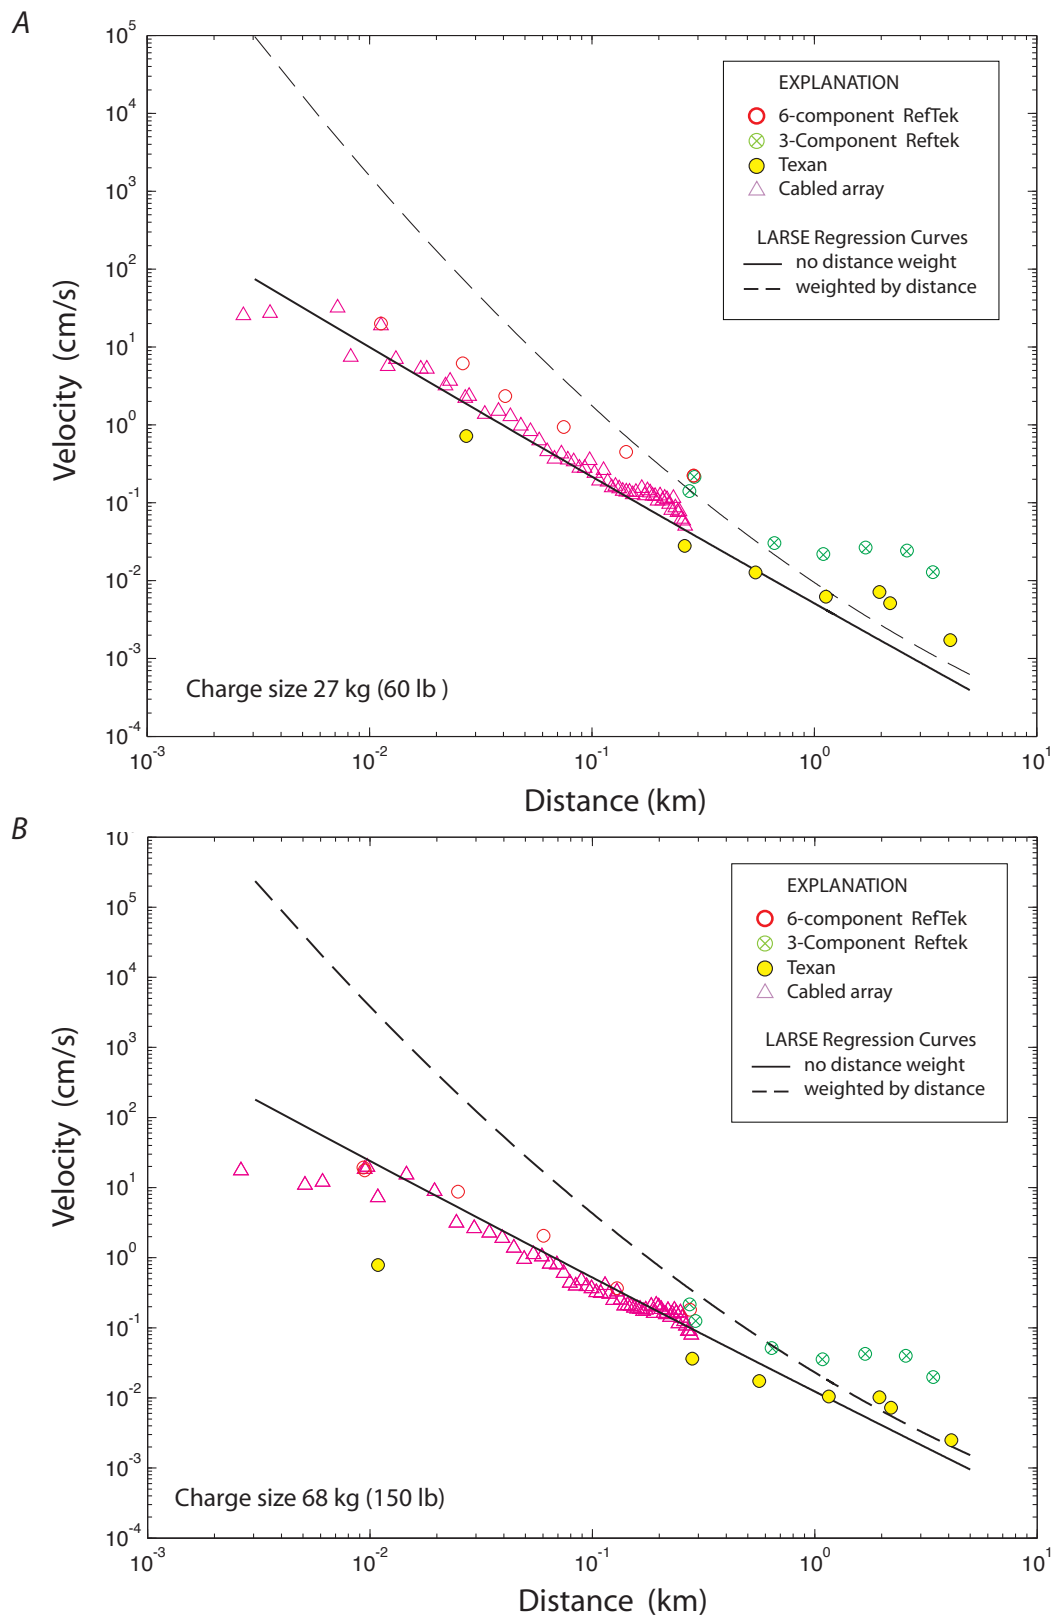 A
10^5
10^4
10^3
10^2
10^1
10^0
10^-1
10^-2
10^-3
10^-4
Velocity (cm/s)
EXPLANATION
6-component RefTek
3-Component Reftek
Texan
Cabled array
LARSE Regression Curves
no distance weight
weighted by distance
Charge size 27 kg (60 lb )
10^-3
10^-2
10^-1
10^0
10^1
Distance (km)
B
10^5
10^4
10^3
10^2
10^1
10^0
10^-1
10^-2
10^-3
10^-4
Velocity (cm/s)
EXPLANATION
6-component RefTek
3-Component Reftek
Texan
Cabled array
LARSE Regression Curves
no distance weight
weighted by distance
Charge size 68 kg (150 lb)
10^-3
10^-2
10^-1
10^0
10^1
Distance (km)